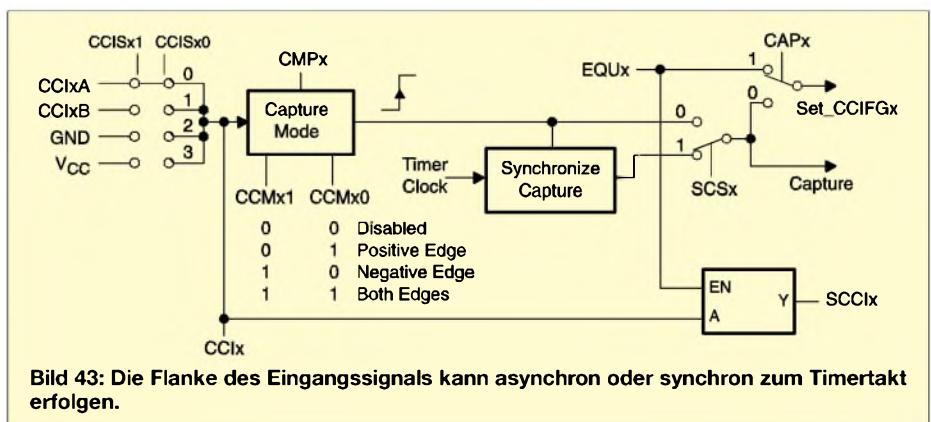 CCISx1 CCISx0
CCIxA
0
CCIxB
1
GND
2
VCC
3
CMPx
Capture
Mode
CCMx1 CCMx0
0 0 Disabled
0 1 Positive Edge
1 0 Negative Edge
1 1 Both Edges
CCIx
Timer
Clock
Synchronize
Capture
EQUx
CAPx
1
0
Set_CCIFGx
0
1
SCSx
Capture
EN
A
Y
SCCIx
Bild 43: Die Flanke des Eingangssignals kann asynchron oder synchron zum Timertakt
erfolgen.